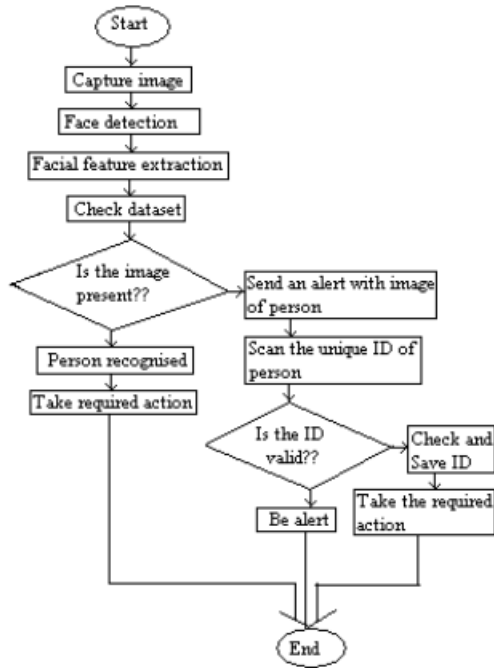 Start
Capture image
Face detection
Facial feature extraction
Check dataset
Is the image
present??
Send an alert with image
of person
Person recognised
Scan the unique ID of
person
Take required action
Is the ID
valid??
Check and
Save ID
Be alert
Take the required
action
End